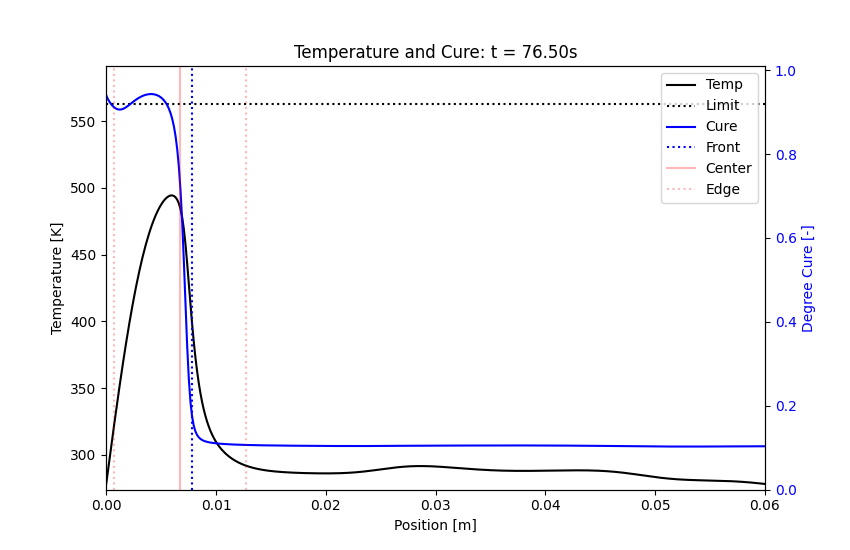 Temperature and Cure: t = 76.50s
Temperature [K]
550
500
450
400
350
300
Temp
Limit
Cure
Front
Center
Edge
1.0
0.8
0.6
0.4
0.2
0.0
Degree Cure [-]
0.00
0.01
0.02
0.03
0.04
0.05
0.06
Position [m]